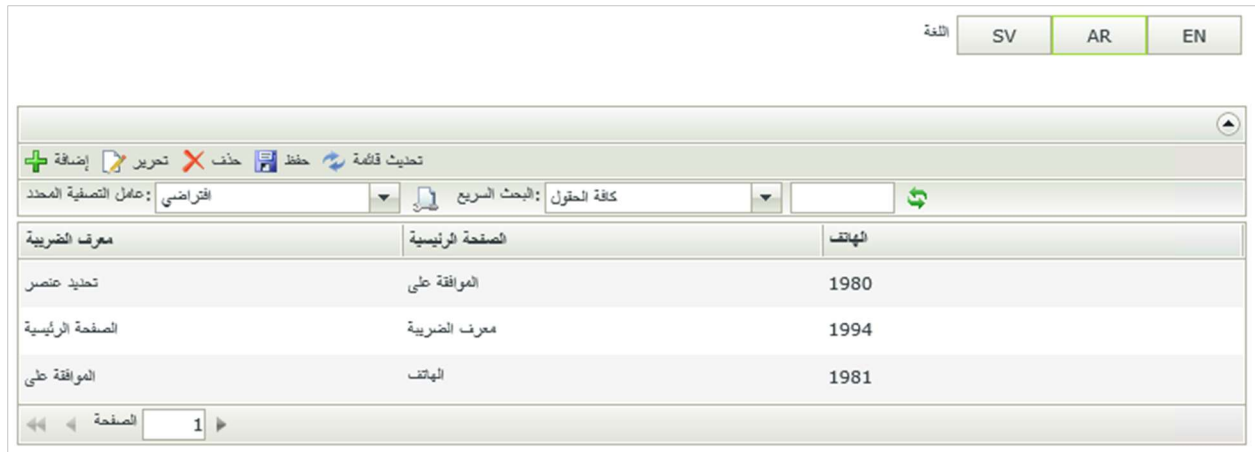 اللغة SV AR EN
إضافة تحرير حذف حفظ تحديث قائمة
عامل التصفية المحدد: افتراضي البحث السريع: كافة الحقول
معرف الضريبة الصفحة الرئيسية الهاتف
تحديد عنصر الموافقة على 1980
الصفحة الرئيسية معرف الضريبة 1994
الموافقة على الهاتف 1981
الصفحة 1